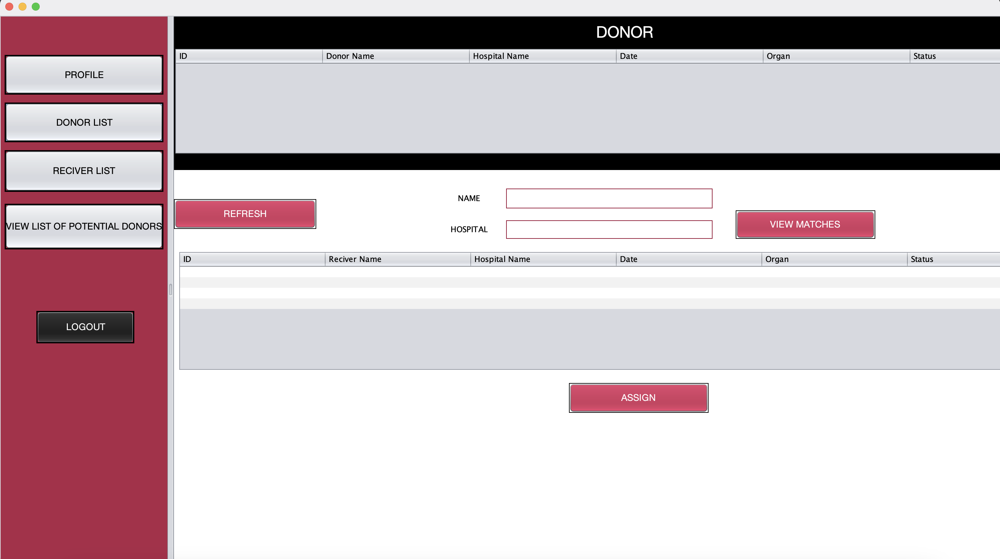 PROFILE
DONOR LIST
RECIVER LIST
VIEW LIST OF POTENTIAL DONORS
LOGOUT
DONOR
ID Donor Name Hospital Name Date Organ Status
REFRESH
NAME
HOSPITAL
VIEW MATCHES
ID Reciver Name Hospital Name Date Organ Status
ASSIGN